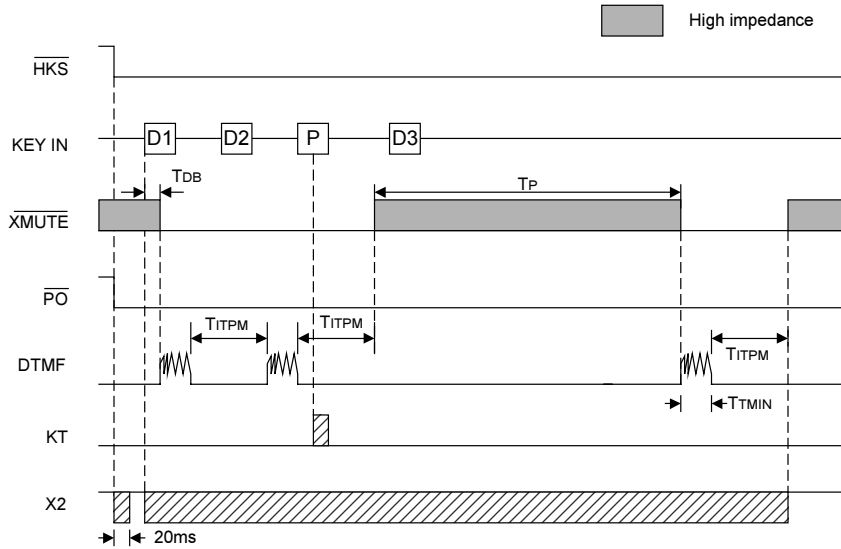 High impedance
HKS
KEY IN
D1 D2 P D3
TDB
TP
XMUTE
PO
TITPM TITPM
DTMF
TITPM
TTMIN
KT
X2
20ms